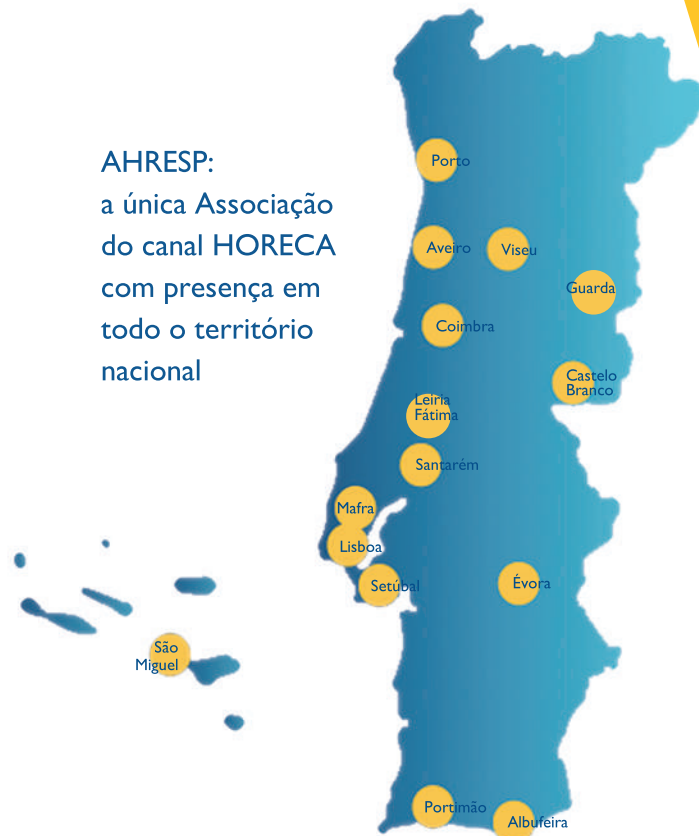 AHRESP:
a única Associação
do canal HORECA
com presença em
todo o território
nacional
Porto
Aveiro
Viseu
Guarda
Coimbra
Castelo
Branco
Leiria
Fátima
Santarém
Mafra
Lisboa
Setúbal
Évora
São
Miguel
Portimão
Albufeira